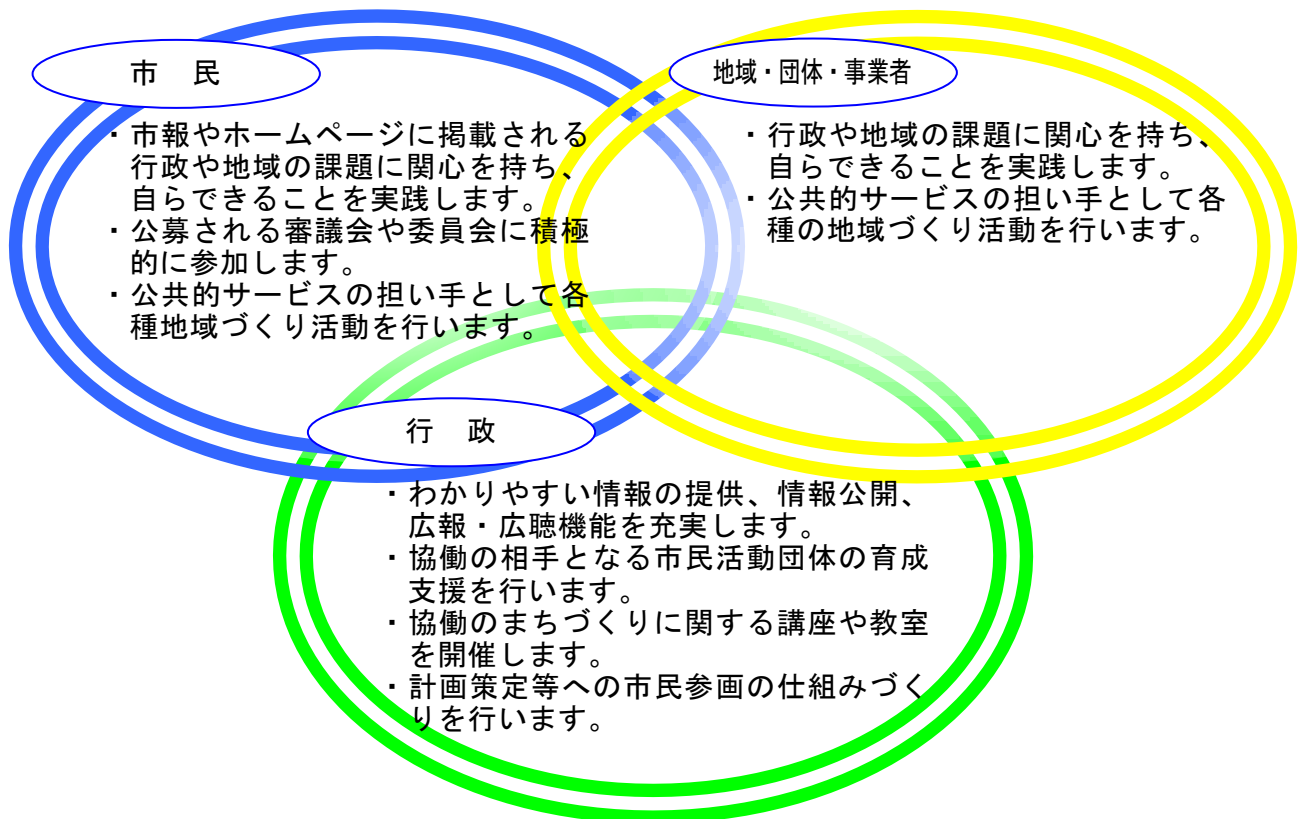 市　民
・市報やホームページに掲載される
行政や地域の課題に関心を持ち、
自らできることを実践します。
・公募される審議会や委員会に積極
的に参加します。
・公共的サービスの担い手として各
種地域づくり活動を行います。
地域・団体・事業者
・行政や地域の課題に関心を持ち、
自らできることを実践します。
・公共的サービスの担い手として各
種の地域づくり活動を行います。
行　政
・わかりやすい情報の提供、情報公開、
広報・広聴機能を充実します。
・協働の相手となる市民活動団体の育成
支援を行います。
・協働のまちづくりに関する講座や教室
を開催します。
・計画策定等への市民参画の仕組みづく
りを行います。